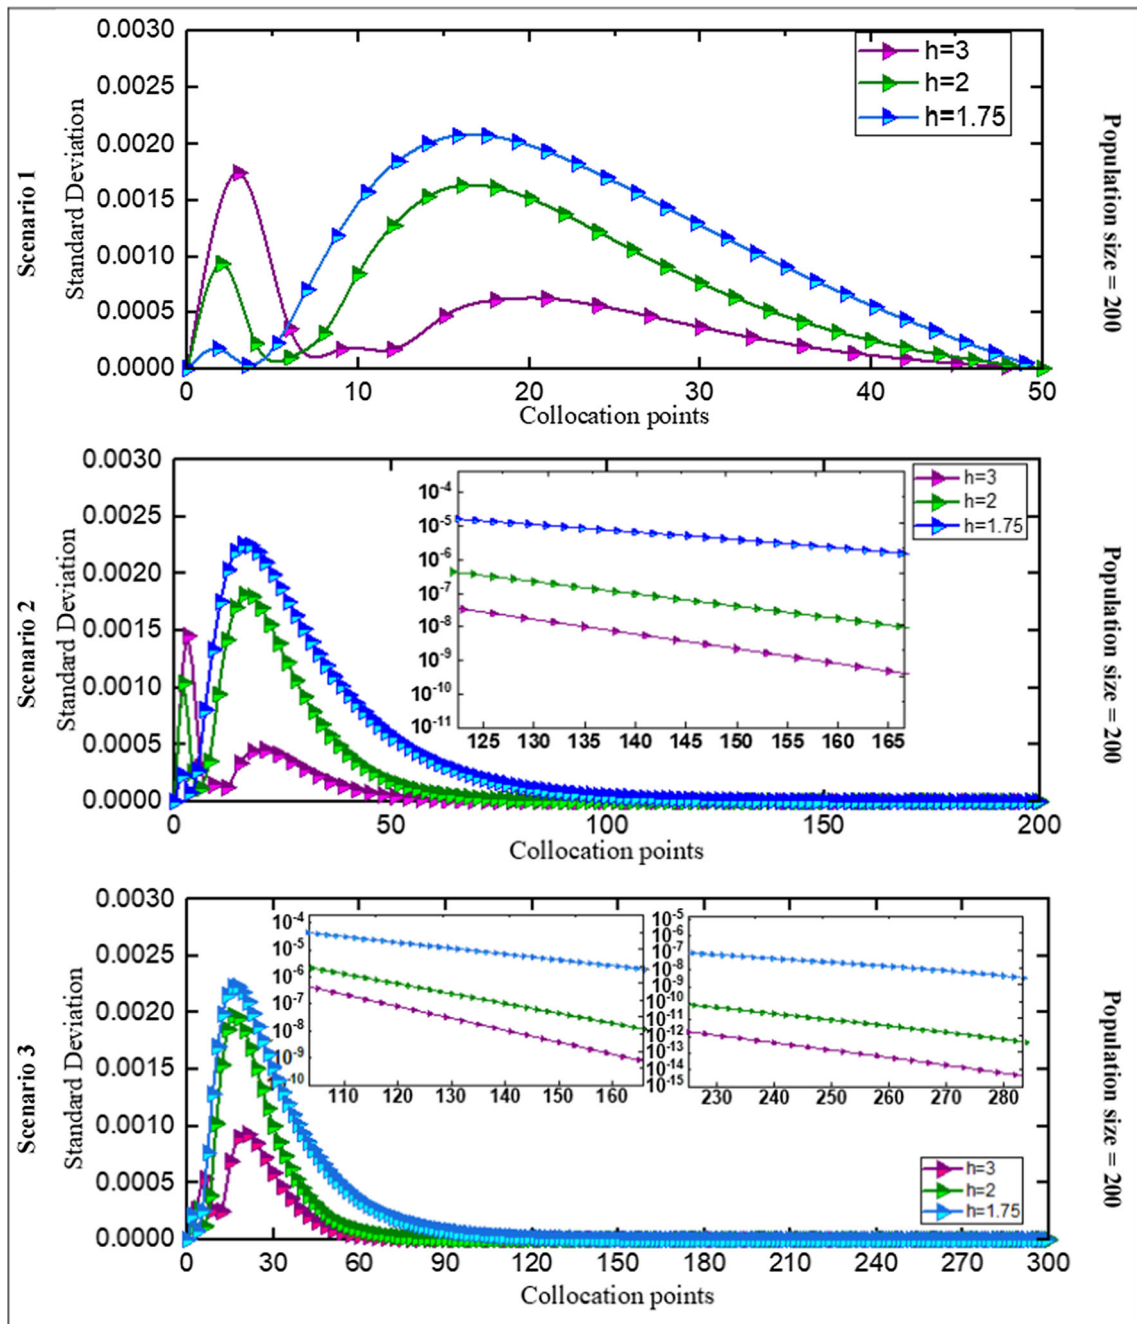 Scenario 1
Standard Deviation
0.0030
0.0025
0.0020
0.0015
0.0010
0.0005
0.0000
h=3
h=2
h=1.75
0 10 20 30 40 50
Collocation points
Population size = 200
Scenario 2
Standard Deviation
0.0030
0.0025
0.0020
0.0015
0.0010
0.0005
0.0000
10-4
10-5
10-6
10-7
10-8
10-9
10-10
10-11
125 130 135 140 145 150 155 160 165
h=3
h=2
h=1.75
0 50 100 150 200
Collocation points
Population size = 200
Scenario 3
Standard Deviation
0.0030
0.0025
0.0020
0.0015
0.0010
0.0005
0.0000
10-4
10-5
10-6
10-7
10-8
10-9
-10
110 120 130 140 150 160
10-5
10-7
10-8
10-9
10-10
10-11
10-12
10-13
10-14
10-15
230 240 250 260 270 280
h=3
h=2
h=1.75
0 30 60 90 120 150 180 210 240 270 300
Collocation points
Population size = 200